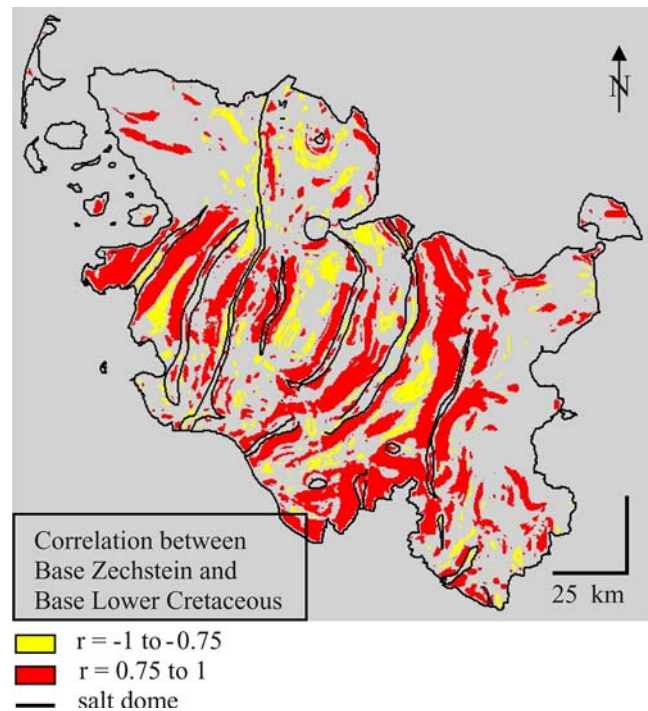 N
25 km
Correlation between
Base Zechstein and
Base Lower Cretaceous
r = -1 to -0.75
r = 0.75 to 1
salt dome